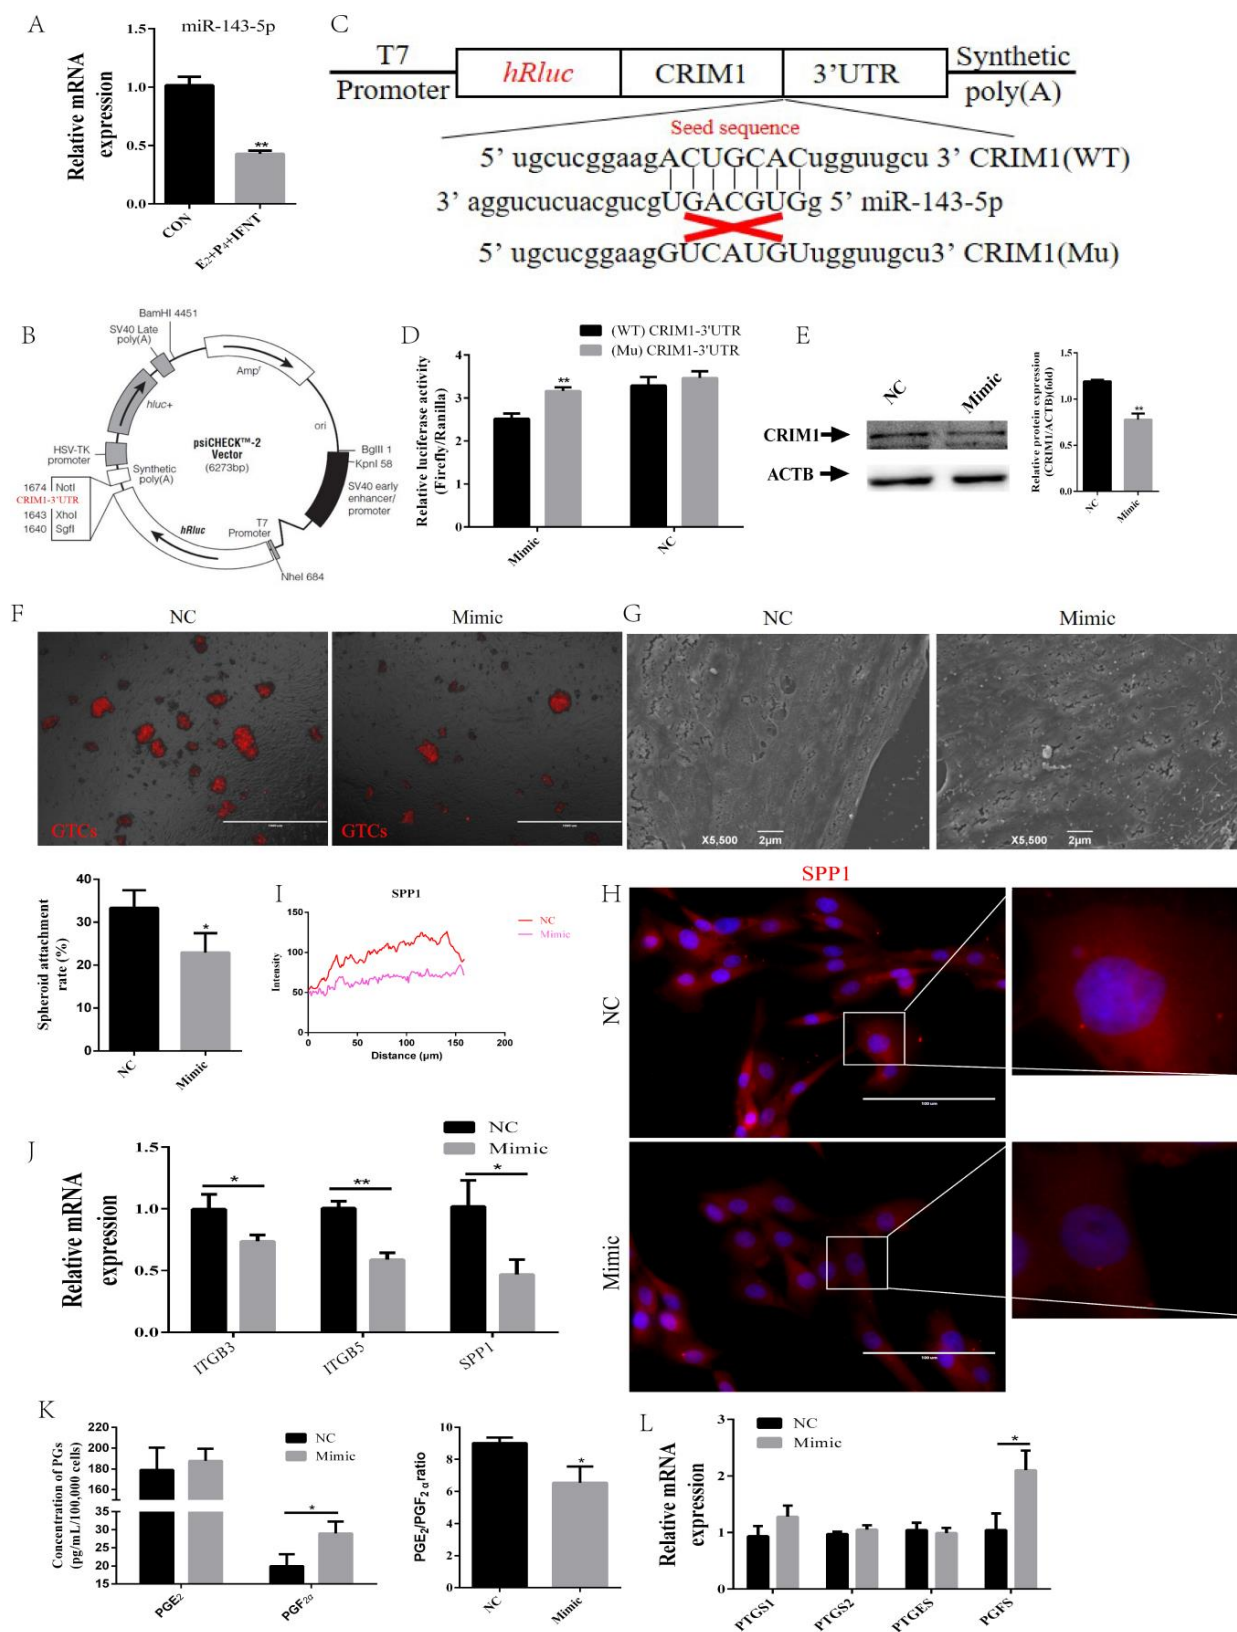 A
miR-143-5p
Relative mRNA
expression
1.5
1.0
0.5
0.0
**
CON
E2+P4+IFNT
C
T7
Promoter
hRluc
CRIM1
3’UTR
Synthetic
poly(A)
Seed sequence
5’ ugcucggaagACUGCACugguugcu 3’ CRIM1(WT)
3’ aggucucuacgucgUGACGUGg 5’ miR-143-5p
5’ ugcucggaagGUCAUGUugguugcu3’ CRIM1(Mu)
B
BamHI 4451
SV40 Late
poly(A)
Ampr
hluc+
ori
psiCHECK™-2
Vector
(6273bp)
HSV-TK
promoter
BglII 1
KpnI 58
Synthetic
poly(A)
SV40 early
enhancer/
promoter
1674 NotI
CRIM1-3’UTR
1643 XhoI
1640 SgfI
hRluc
T7
Promoter
NheI 684
D
(WT) CRIM1-3'UTR
(Mu) CRIM1-3'UTR
Relative luciferase activity
(Firefly/Ranilla)
4
3
2
1
0
**
Mimic
NC
E
NC
Mimic
CRIM1
ACTB
Relative protein expression
(CRIM1/ACTB)(fold)
1.5
1.0
0.5
0.0
**
NC
Mimic
F
NC
Mimic
GTCs
GTCs
G
NC
Mimic
X5,500 2μm
X5,500 2μm
Spheroid attachment
rate (%)
40
30
20
10
0
*
NC
Mimic
I
SPP1
NC
Mimic
Intensity
150
100
50
0
0 50 100 150 200
Distance (μm)
SPP1
H
NC
100 um
Mimic
100 um
J
NC
Mimic
Relative mRNA
expression
1.5
1.0
0.5
0.0
*
**
*
ITGB3
ITGB5
SPP1
K
NC
Mimic
Concentration of PGs
(pg/mL/100,000 cells)
200
190
180
170
160
35
30
25
20
15
*
PGE2
PGF2α
PGE2/PGF2α ratio
10
8
6
4
2
0
*
NC
Mimic
L
NC
Mimic
Relative mRNA
expression
3
2
1
0
*
PTGS1
PTGS2
PTGES
PGFS